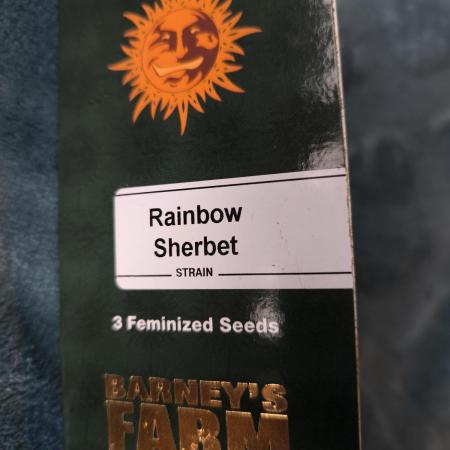 Rainbow
Sherbet
STRAIN
3 Feminized Seeds
BARNEY'S
FARM